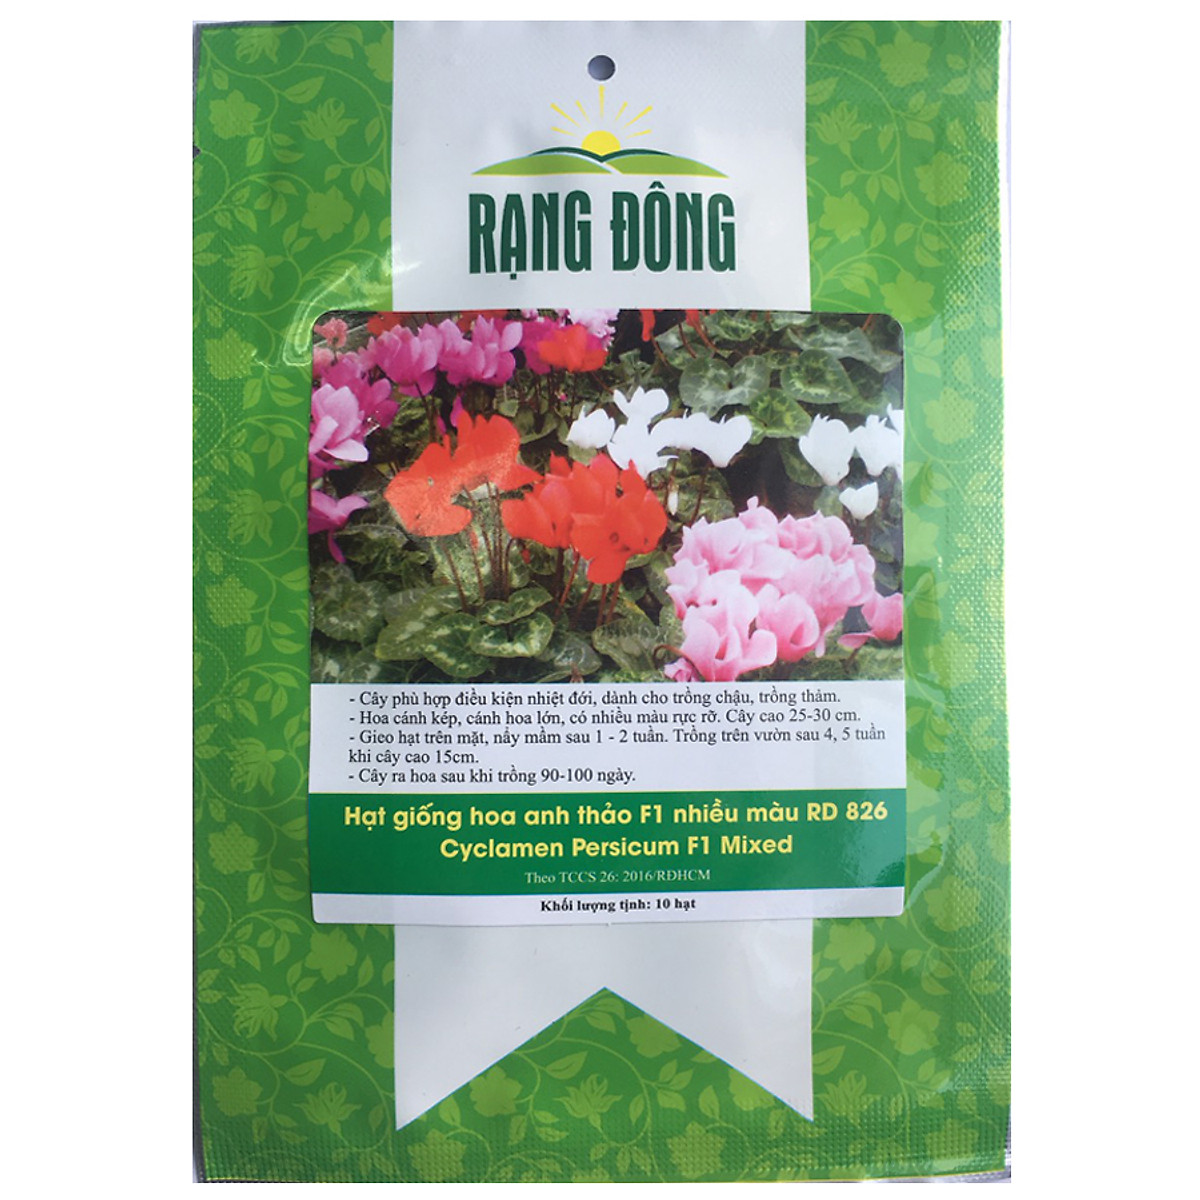 RẠNG ĐÔNG
- Cây phù hợp điều kiện nhiệt đới, dành cho trồng chậu, trồng thảm.
- Hoa cánh kép, cánh hoa lớn, có nhiều màu rực rỡ. Cây cao 25-30 cm.
- Gieo hạt trên mặt, nẩy mầm sau 1 - 2 tuần. Trồng trên vườn sau 4, 5 tuần
khi cây cao 15cm.
- Cây ra hoa sau khi trồng 90-100 ngày.
Hạt giống hoa anh thảo F1 nhiều màu RD 826
Cyclamen Persicum F1 Mixed
Theo TCCS 26: 2016/RĐHCM
Khối lượng tịnh: 10 hạt